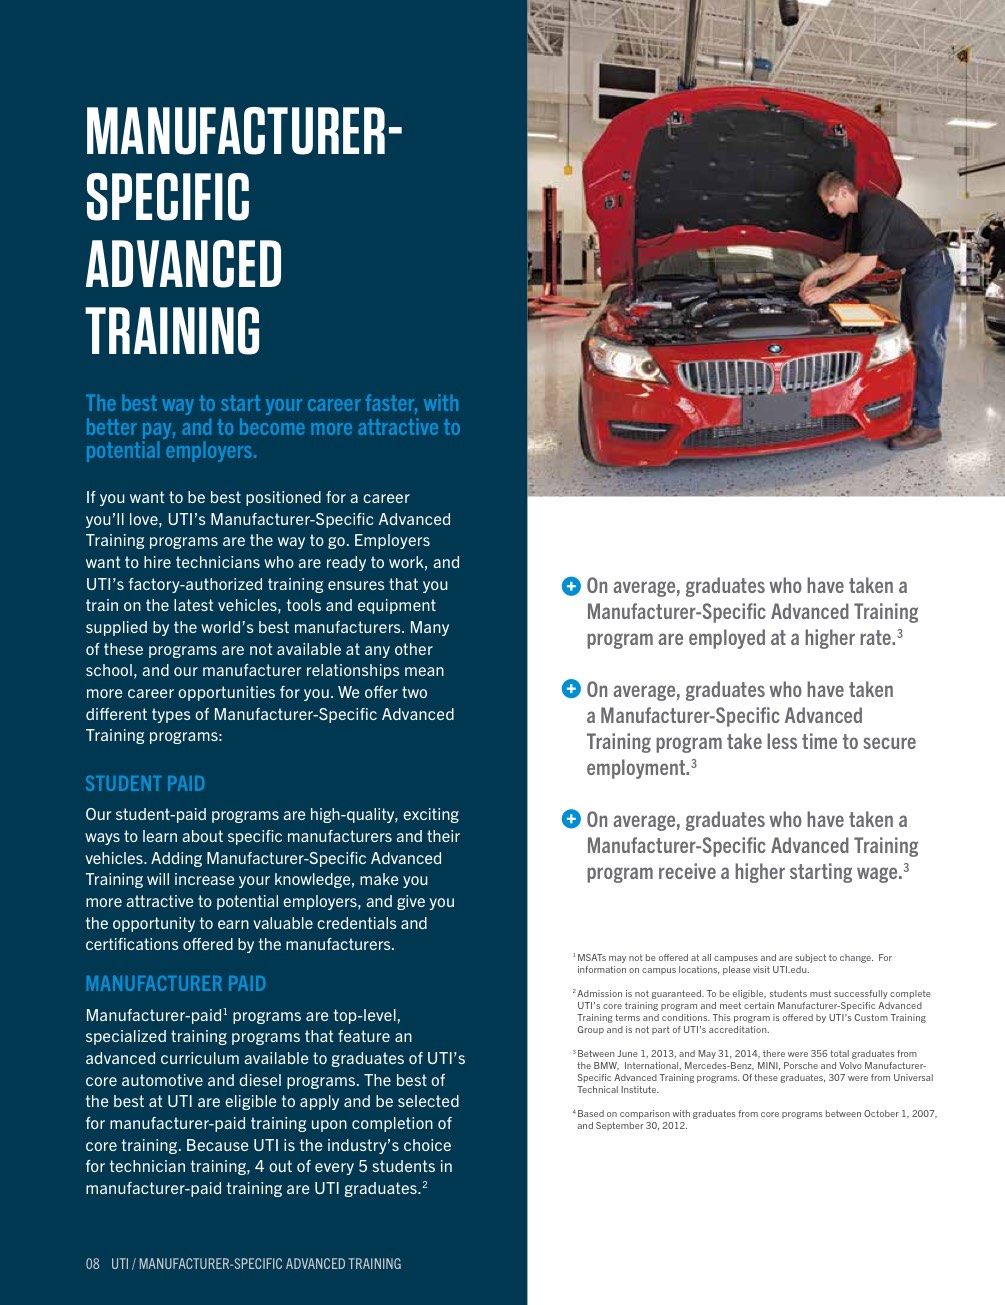 MANUFACTURER-
SPECIFIC
ADVANCED
TRAINING
The best way to start your career faster, with
better pay, and to become more attractive to
potential employers.
If you want to be best positioned for a career
you’ll love, UTI’s Manufacturer-Specific Advanced
Training programs are the way to go. Employers
want to hire technicians who are ready to work, and
UTI’s factory-authorized training ensures that you
train on the latest vehicles, tools and equipment
supplied by the world’s best manufacturers. Many
of these programs are not available at any other
school, and our manufacturer relationships mean
more career opportunities for you. We offer two
different types of Manufacturer-Specific Advanced
Training programs:
STUDENT PAID
Our student-paid programs are high-quality, exciting
ways to learn about specific manufacturers and their
vehicles. Adding Manufacturer-Specific Advanced
Training will increase your knowledge, make you
more attractive to potential employers, and give you
the opportunity to earn valuable credentials and
certifications offered by the manufacturers.
MANUFACTURER PAID
Manufacturer-paid1 programs are top-level,
specialized training programs that feature an
advanced curriculum available to graduates of UTI’s
core automotive and diesel programs. The best of
the best at UTI are eligible to apply and be selected
for manufacturer-paid training upon completion of
core training. Because UTI is the industry’s choice
for technician training, 4 out of every 5 students in
manufacturer-paid training are UTI graduates.2
08 UTI / MANUFACTURER-SPECIFIC ADVANCED TRAINING
On average, graduates who have taken a
Manufacturer-Specific Advanced Training
program are employed at a higher rate.3
On average, graduates who have taken
a Manufacturer-Specific Advanced
Training program take less time to secure
employment.3
On average, graduates who have taken a
Manufacturer-Specific Advanced Training
program receive a higher starting wage.3
1 MSATs may not be offered at all campuses and are subject to change. For
information on campus locations, please visit UTI.edu.
2 Admission is not guaranteed. To be eligible, students must successfully complete
UTI’s core training program and meet certain Manufacturer-Specific Advanced
Training terms and conditions. This program is offered by UTI’s Custom Training
Group and is not part of UTI’s accreditation.
3 Between June 1, 2013, and May 31, 2014, there were 356 total graduates from
the BMW, International, Mercedes-Benz, MINI, Porsche and Volvo Manufacturer-
Specific Advanced Training programs. Of these graduates, 307 were from Universal
Technical Institute.
4 Based on comparison with graduates from core programs between October 1, 2007,
and September 30, 2012.